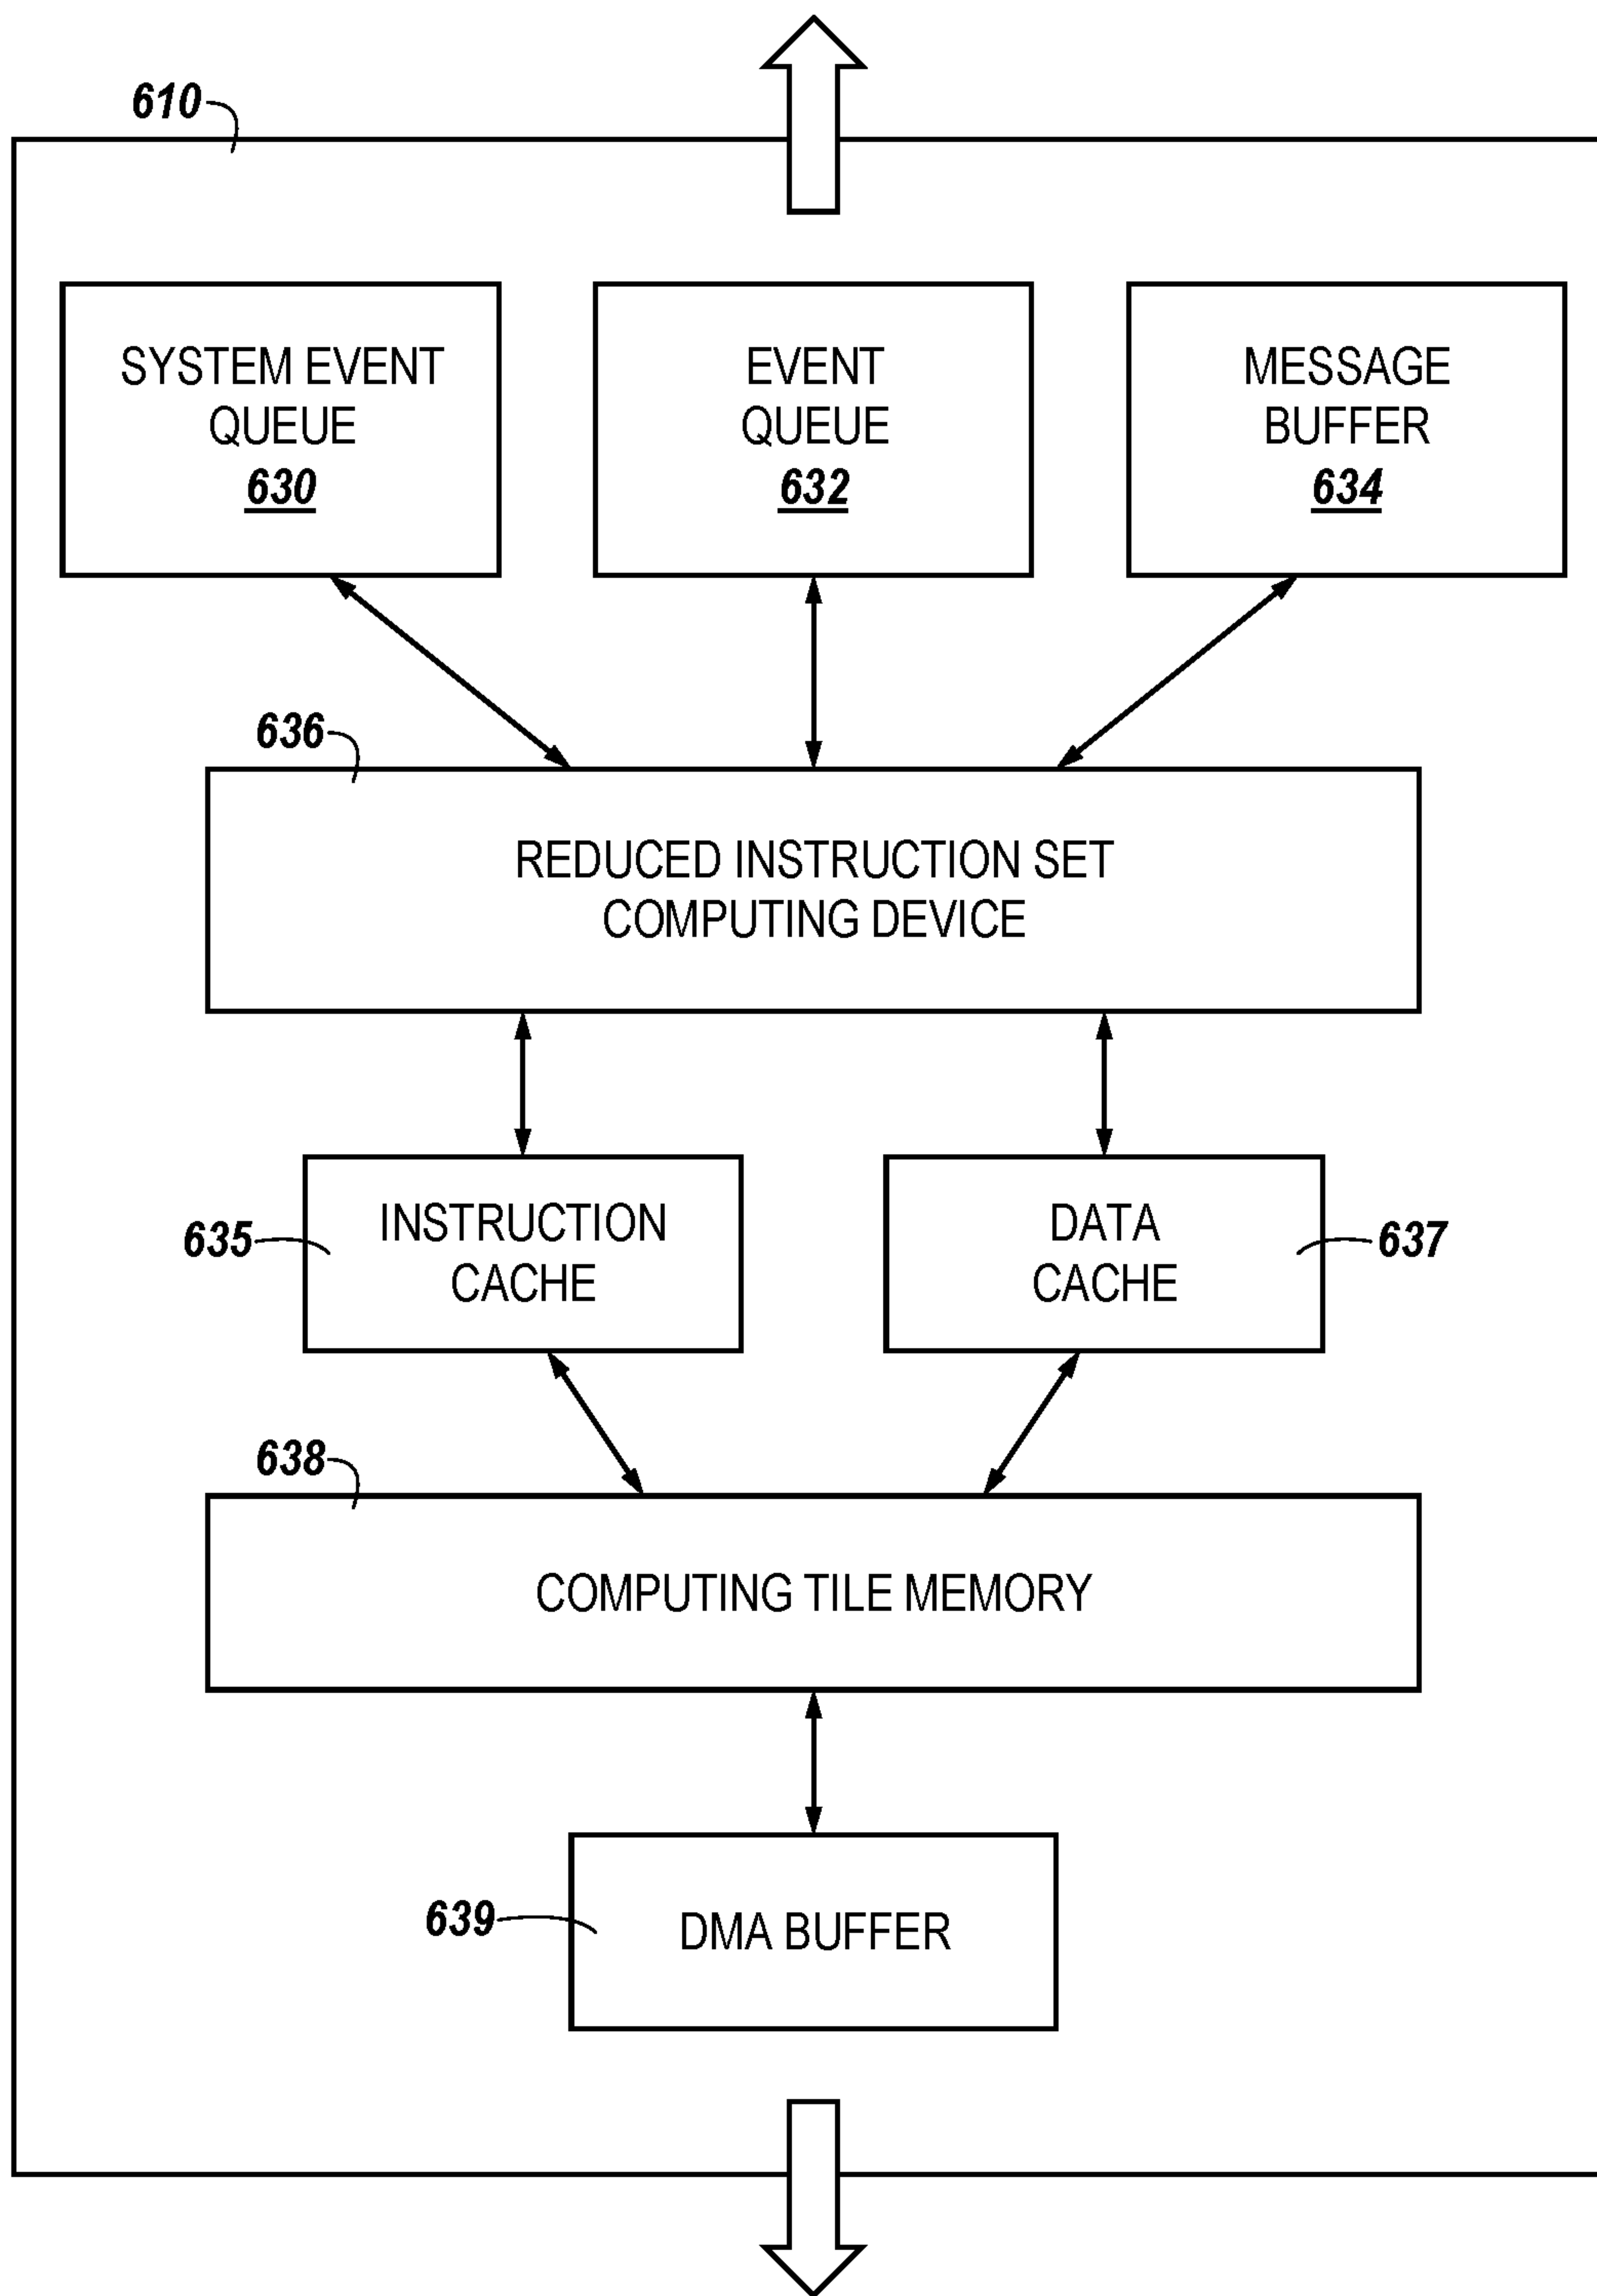 610
SYSTEM EVENT
QUEUE
630
EVENT
QUEUE
632
MESSAGE
BUFFER
634
636
REDUCED INSTRUCTION SET
COMPUTING DEVICE
635
INSTRUCTION
CACHE
DATA
CACHE
637
638
COMPUTING TILE MEMORY
639
DMA BUFFER